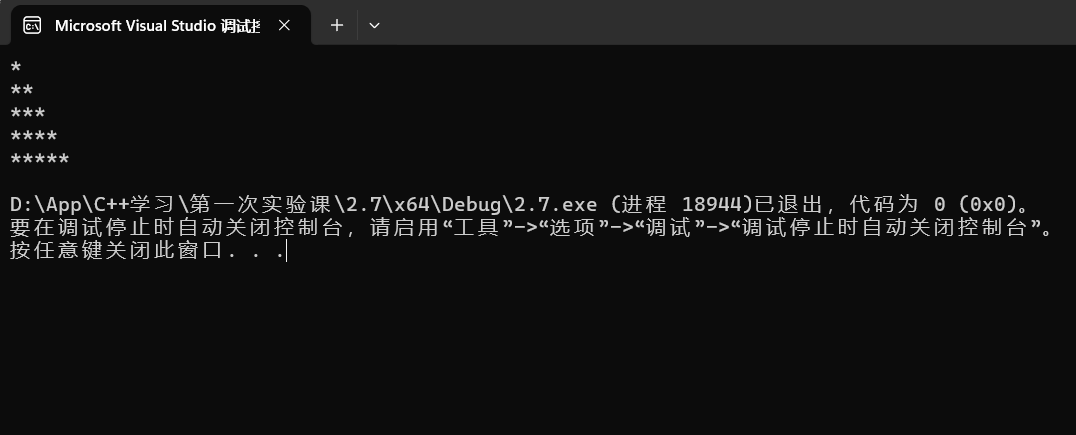 Microsoft Visual Studio 调试控
*
**
***
****
*****
D:\App\C++学习\第一次实验课\2.7\x64\Debug\2.7.exe (进程 18944)已退出，代码为 0 (0x0)。
要在调试停止时自动关闭控制台，请启用“工具”->“选项”->“调试”->“调试停止时自动关闭控制台”。
按任意键关闭此窗口. . .